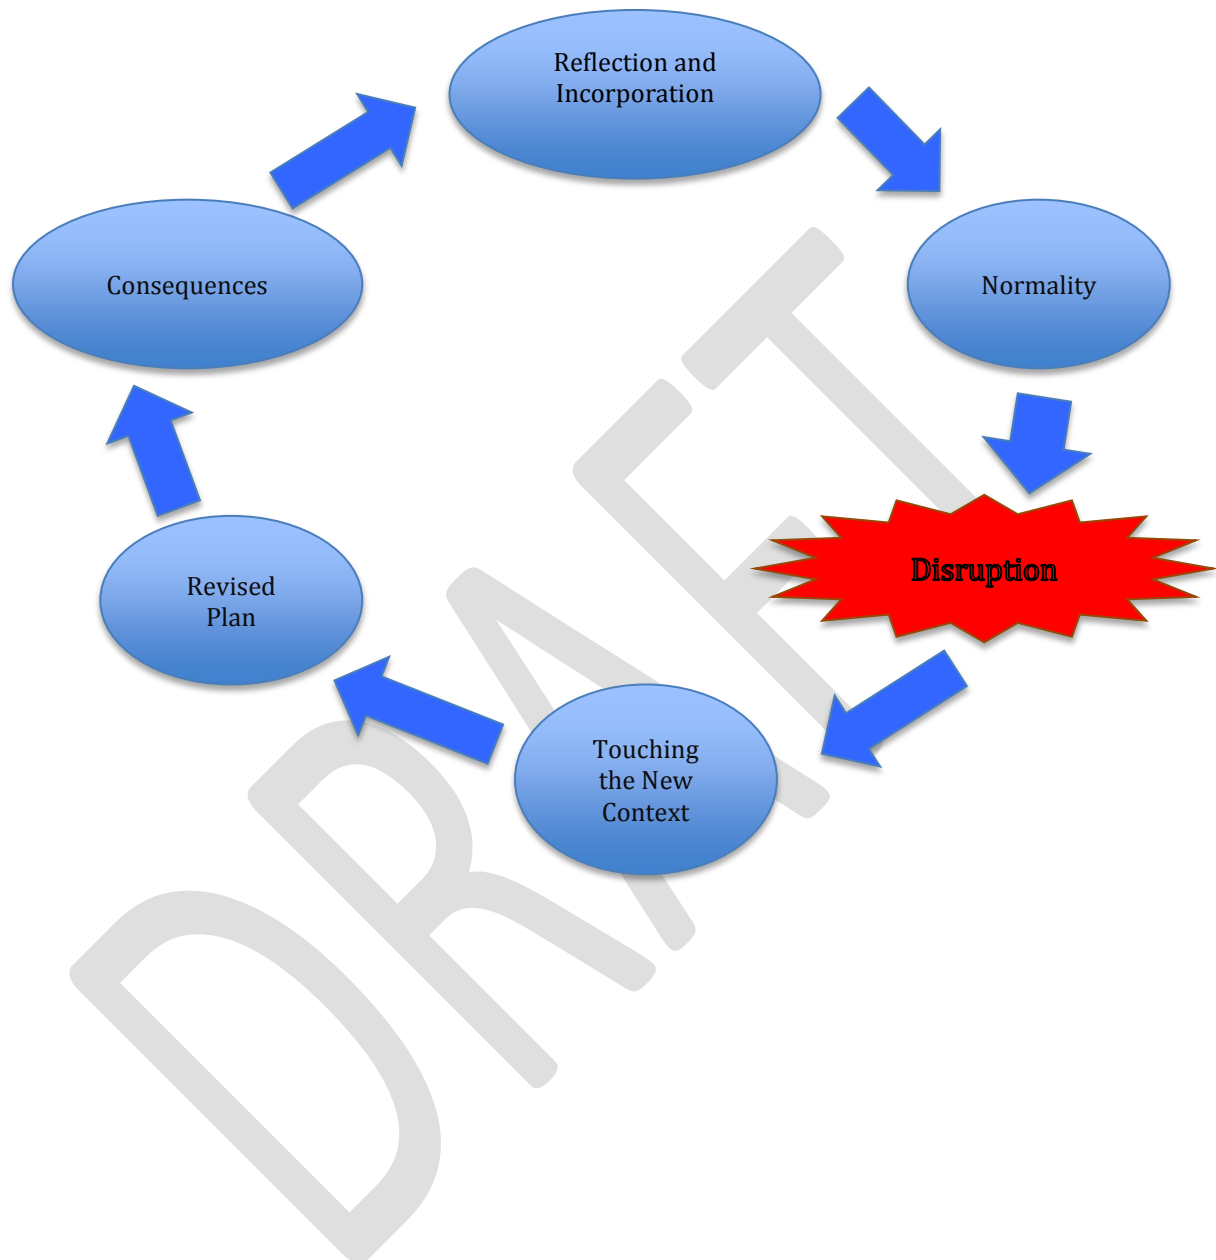 Reflection and
Incorporation
Consequences
Normality
Disruption
Revised
Plan
Touching
the New
Context
DRAFT